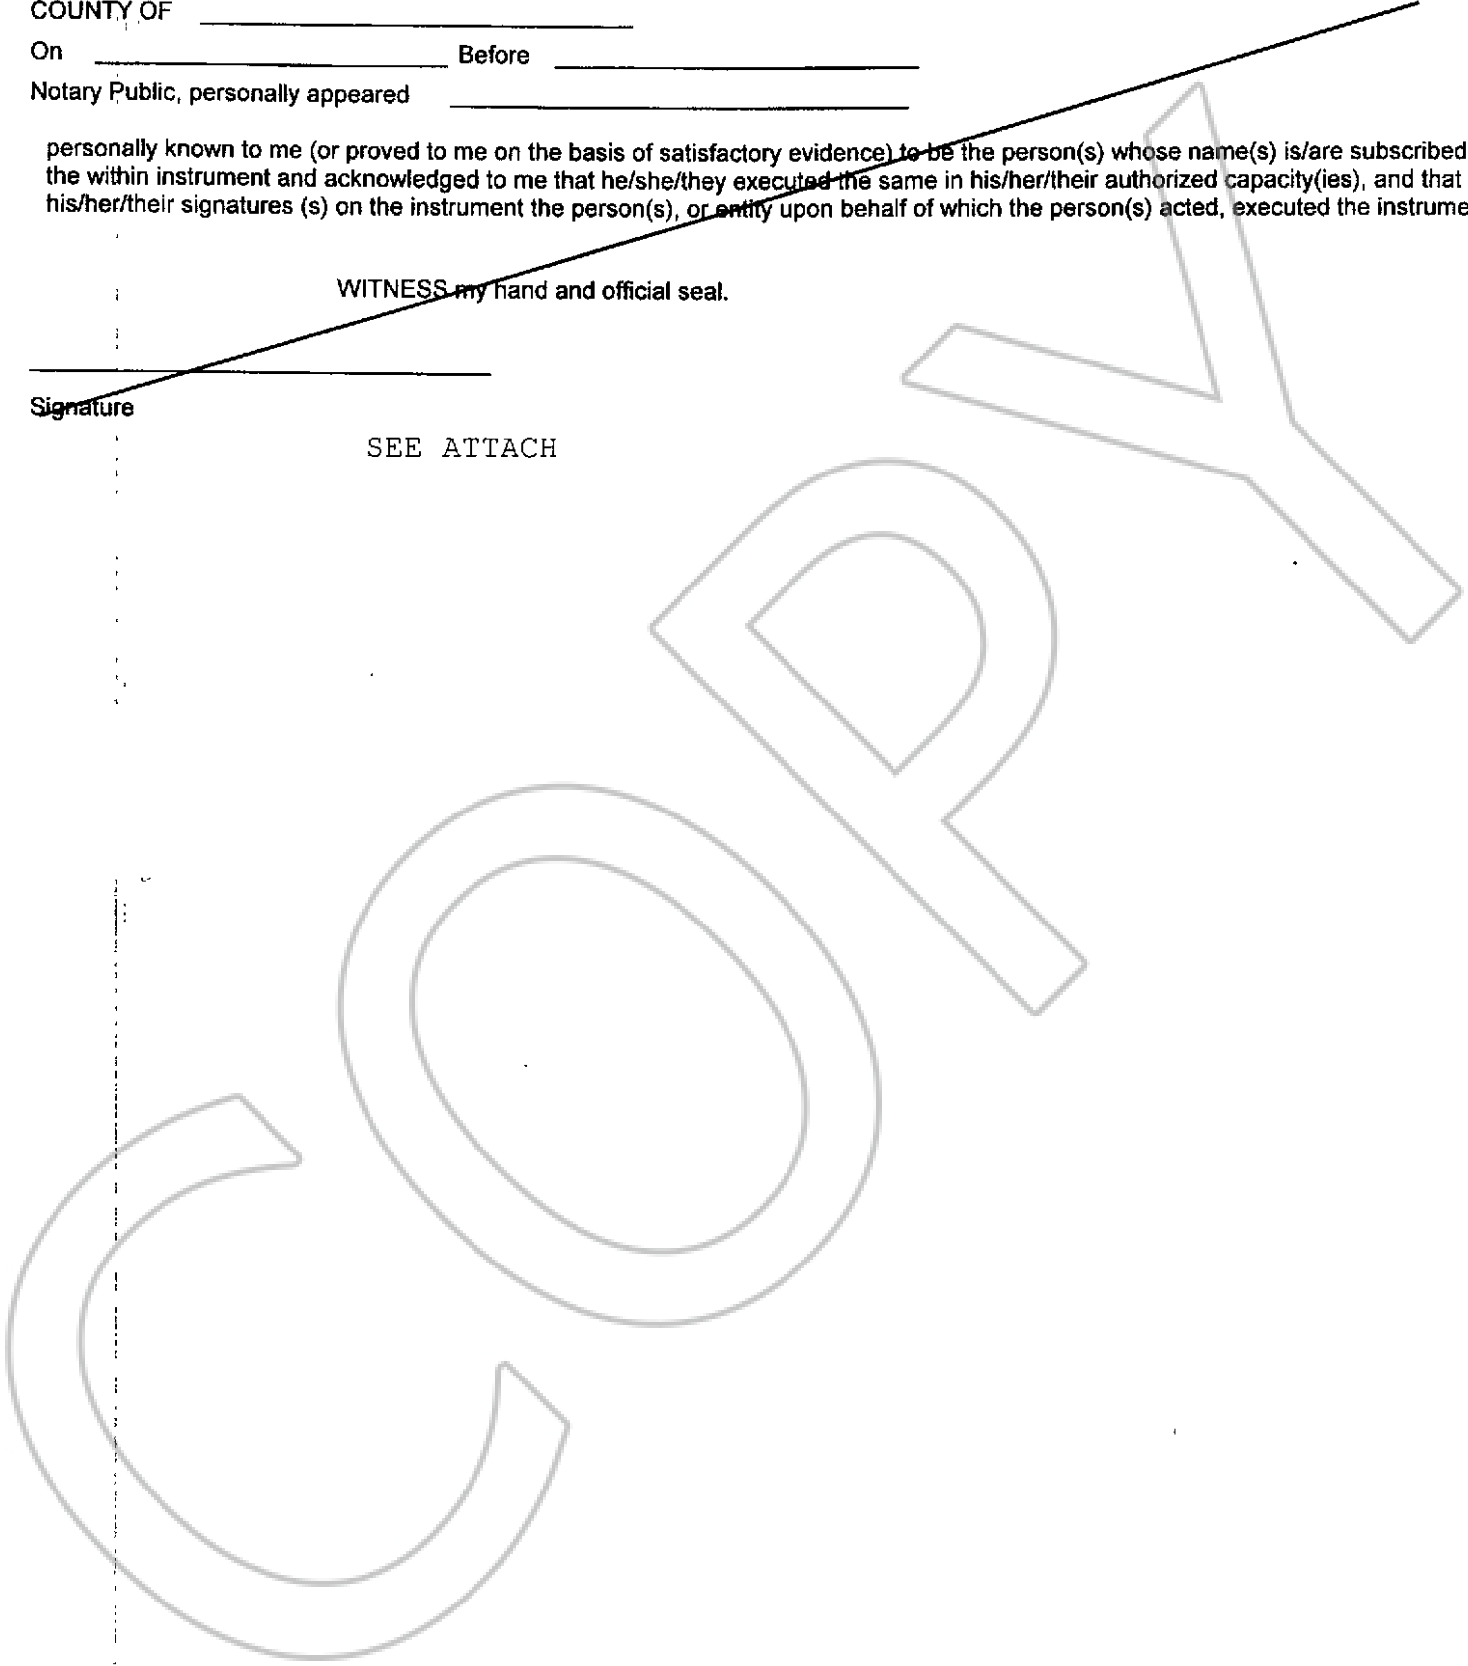 COUNTY OF
On Before
Notary Public, personally appeared
personally known to me (or proved to me on the basis of satisfactory evidence) to be the person(s) whose name(s) is/are subscribed
the within instrument and acknowledged to me that he/she/they executed the same in his/her/their authorized capacity(ies), and that
his/her/their signatures (s) on the instrument the person(s), or entity upon behalf of which the person(s) acted, executed the instrume
WITNESS my hand and official seal.
Signature
SEE ATTACH
COPY